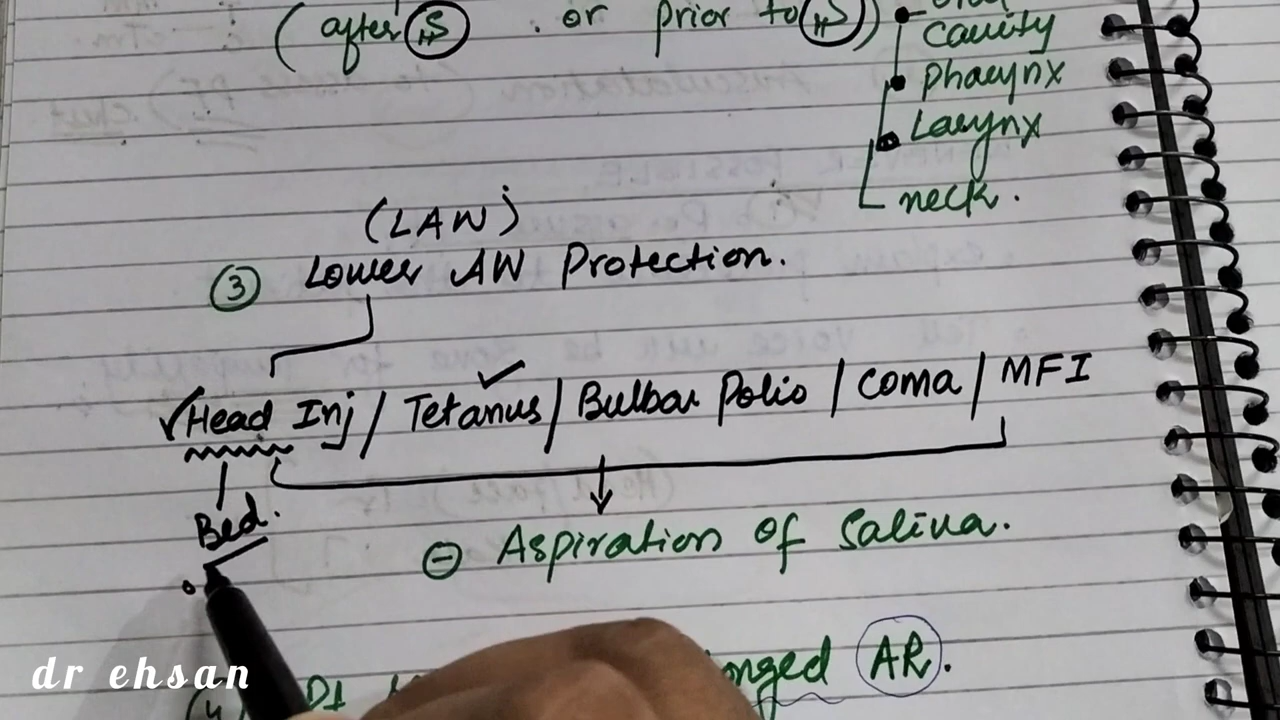 (after S . or prior to S)
cavity
Pharynx
Larynx
neck.
(LAW)
③ Lower AW Protection.
✓Head Inj / Tetanus ✓ / Bulbar Polio / Coma / MFI
Bed.
⊖ Aspiration of Saliva.
(4) AR.
dr ehsan